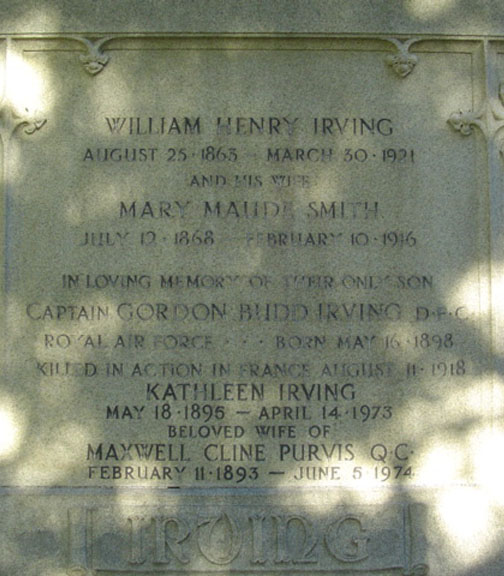 WILLIAM HENRY IRVING
AUGUST 25 · 1863 – MARCH 30 · 1921
AND HIS WIFE
MARY MAUDE SMITH
JULY 12 · 1868 – FEBRUARY 10 · 1916
IN LOVING MEMORY OF THEIR ONLY SON
CAPTAIN GORDON BUDD IRVING D·F·C
ROYAL AIR FORCE · · · BORN MAY 16 · 1898
KILLED IN ACTION IN FRANCE AUGUST 11 · 1918
KATHLEEN IRVING
MAY 18 · 1895 – APRIL 14 · 1973
BELOVED WIFE OF
MAXWELL CLINE PURVIS Q·C·
FEBRUARY 11 · 1893 – JUNE 5 · 1974
IRVING